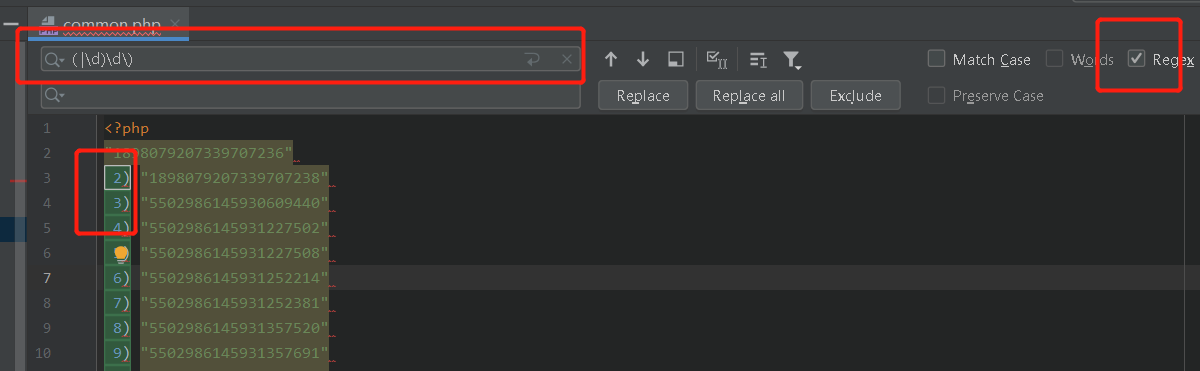 common.php
( |\d)\d\)
Match Case
Words
Regex
Replace
Replace all
Exclude
Preserve Case
1 <?php
2 "1898079207339707236"
3 2) "1898079207339707238"
4 3) "5502986145930609440"
5 4) "5502986145931227502"
6 ) "5502986145931227508"
7 6) "5502986145931252214"
8 7) "5502986145931252381"
9 8) "5502986145931357520"
10 9) "5502986145931357691"